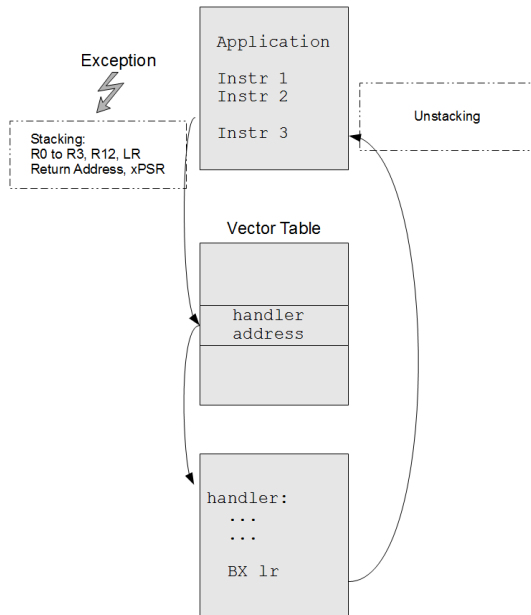 Application
Exception
Instr 1
Instr 2
Unstacking
Stacking:
R0 to R3, R12, LR
Return Address, xPSR
Instr 3
Vector Table
handler
address
handler:
...
...
BX lr